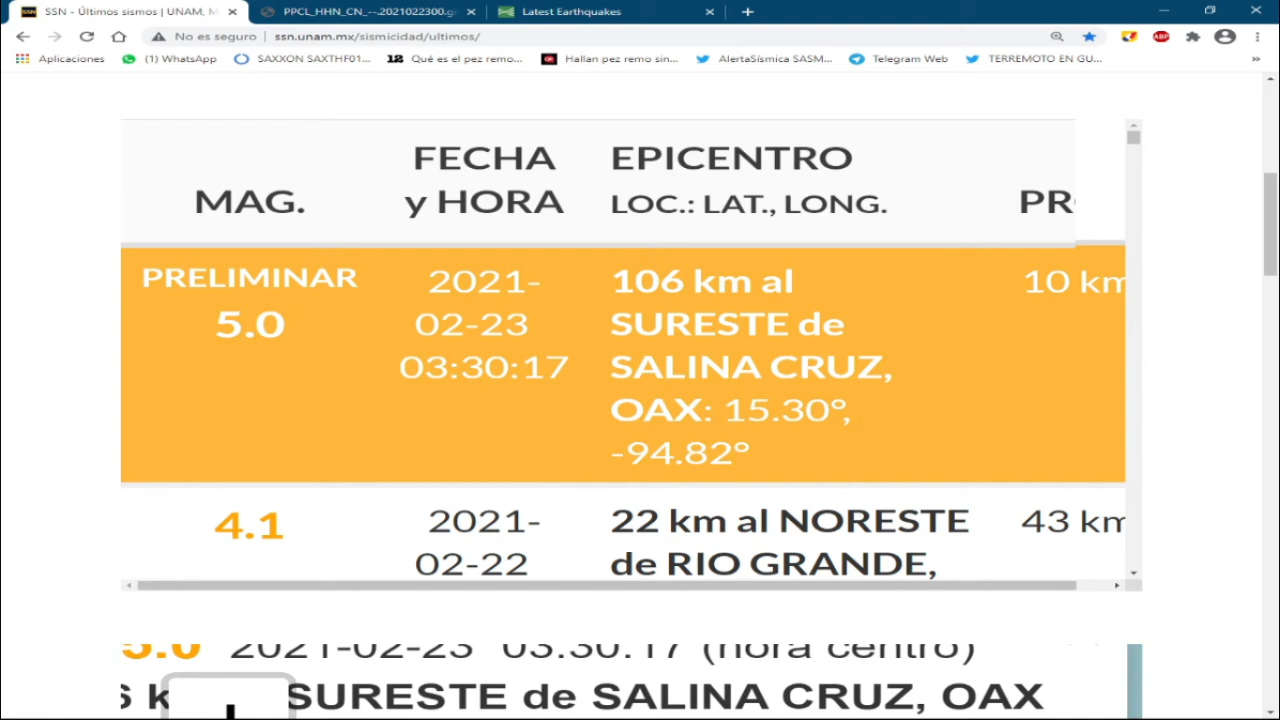 SSN - Últimos sismos | UNAM, M
PPCL_HHN_CN_--.2021022300.g
Latest Earthquakes
No es seguro | ssn.unam.mx/sismicidad/ultimos/
Aplicaciones
(1) WhatsApp
SAXXON SAXTHF01...
Qué es el pez remo...
Hallan pez remo sin...
AlertaSísmica SASM...
Telegram Web
TERREMOTO EN GU...
ABP
MAG.
FECHA
y HORA
EPICENTRO
LOC.: LAT., LONG.
PRO
PRELIMINAR
5.0
2021-
02-23
03:30:17
106 km al
SURESTE de
SALINA CRUZ,
OAX: 15.30°,
-94.82°
10 km
4.1
2021-
02-22
22 km al NORESTE
de RIO GRANDE,
43 km
5.0 2021-02-23 03:30:17 (hora centro)
SURESTE de SALINA CRUZ, OAX